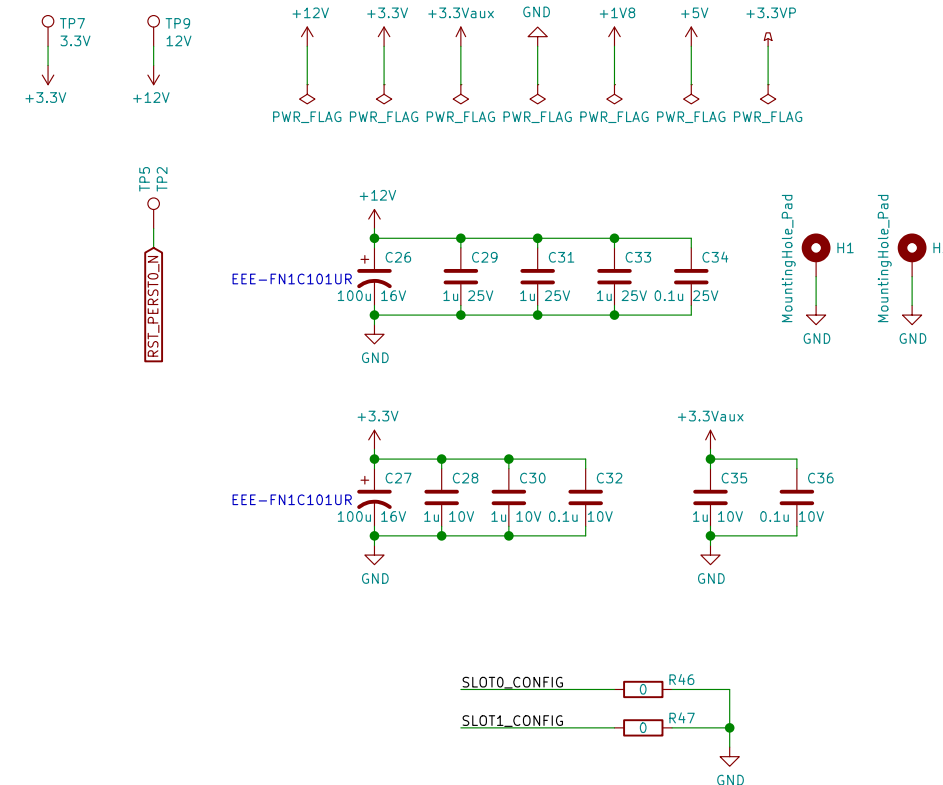 TP7
3.3V
+3.3V
TP9
12V
+12V
+12V
+3.3V
+3.3Vaux
GND
+1V8
+5V
+3.3VP
PWR_FLAG
PWR_FLAG
PWR_FLAG
PWR_FLAG
PWR_FLAG
PWR_FLAG
PWR_FLAG
TP5
TP2
RST_PERST0_N
+12V
+
C26
EEE-FN1C101UR
100u 16V
C29
1u 25V
C31
1u 25V
C33
1u 25V
C34
0.1u 25V
GND
MountingHole_Pad
H1
GND
MountingHole_Pad
H
GND
+3.3V
+
C27
EEE-FN1C101UR
100u 16V
C28
1u 10V
C30
1u 10V
C32
0.1u 10V
GND
+3.3Vaux
C35
1u 10V
C36
0.1u 10V
GND
SLOT0_CONFIG
0
R46
SLOT1_CONFIG
0
R47
GND